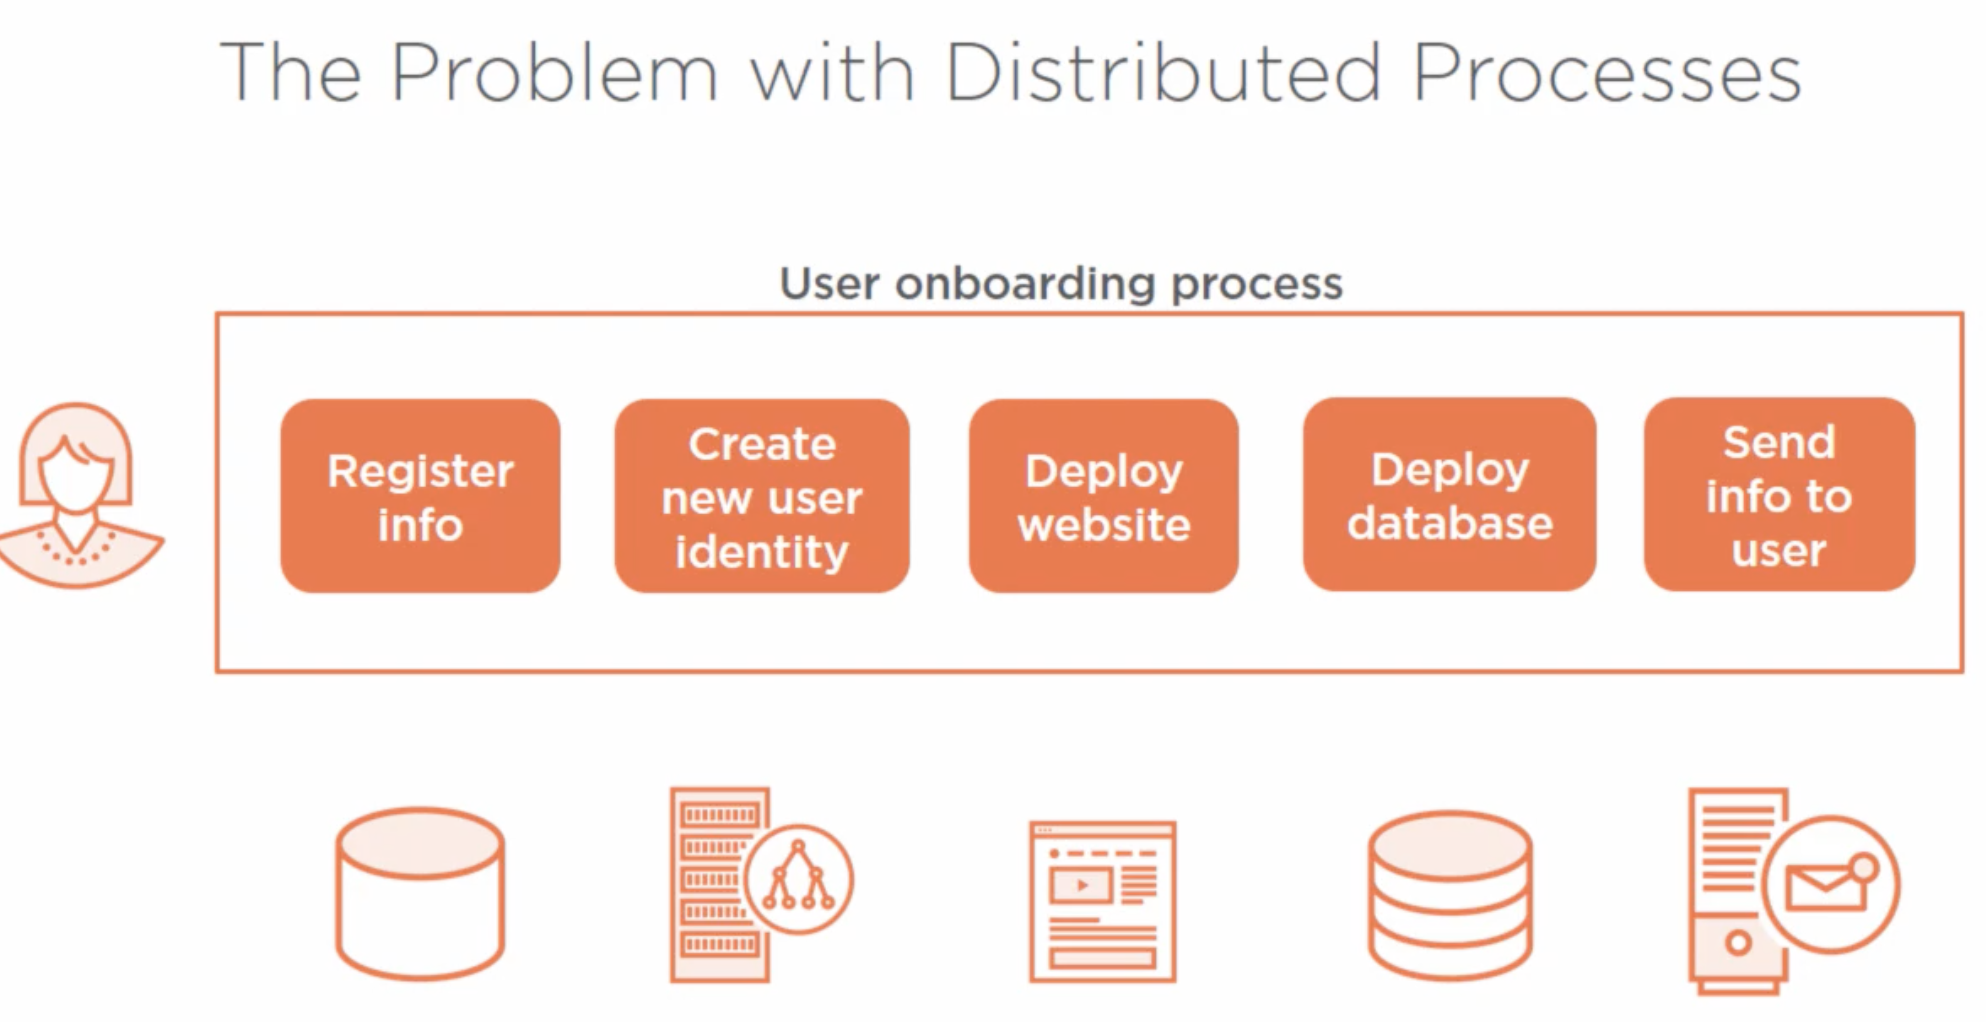 The Problem with Distributed Processes
User onboarding process
Register
info
Create
new user
identity
Deploy
website
Deploy
database
Send
info to
user